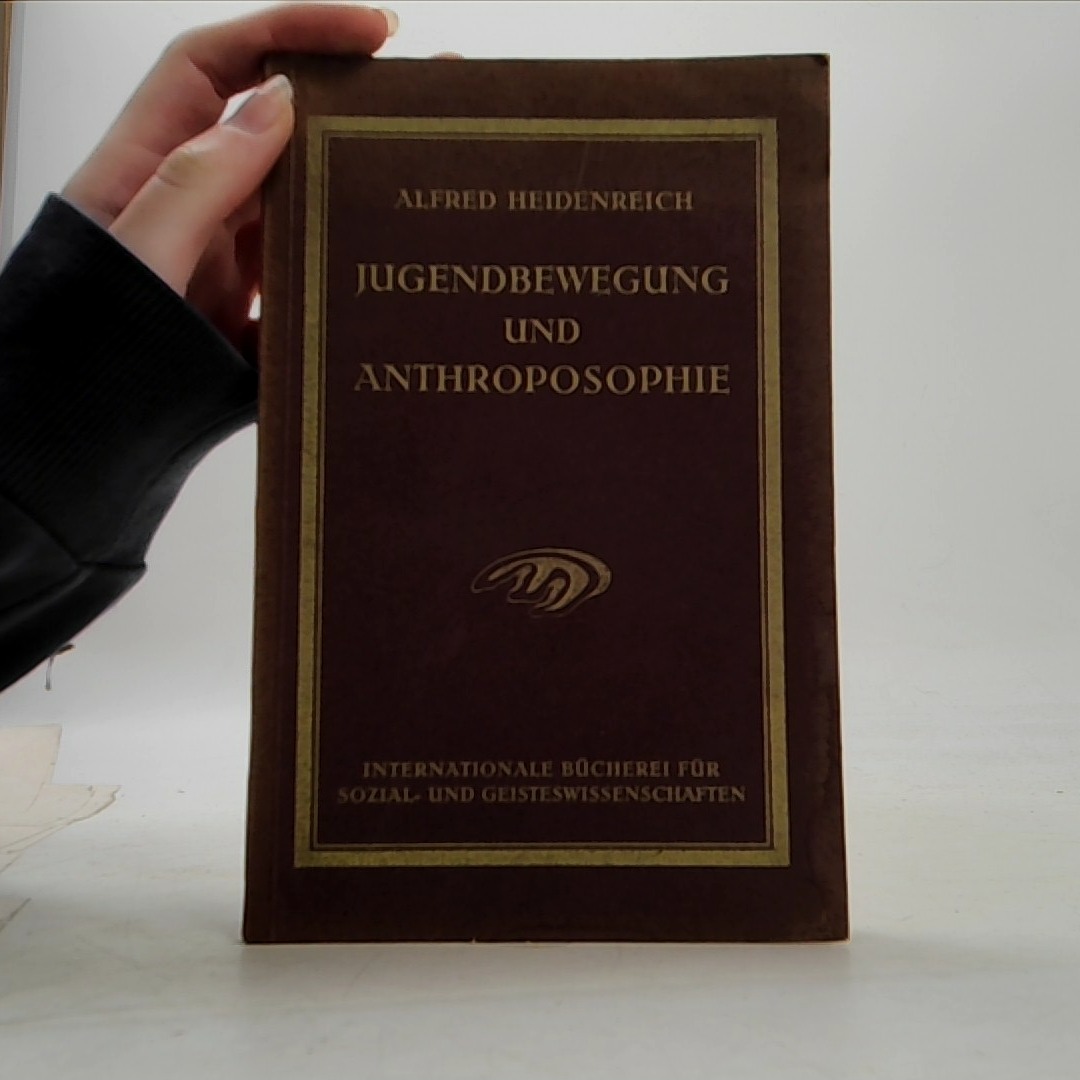 ALFRED HEIDENREICH
JUGENDBEWEGUNG
UND
ANTHROPOSOPHIE
INTERNATIONALE BÜCHEREI FÜR
SOZIAL- UND GEISTESWISSENSCHAFTEN